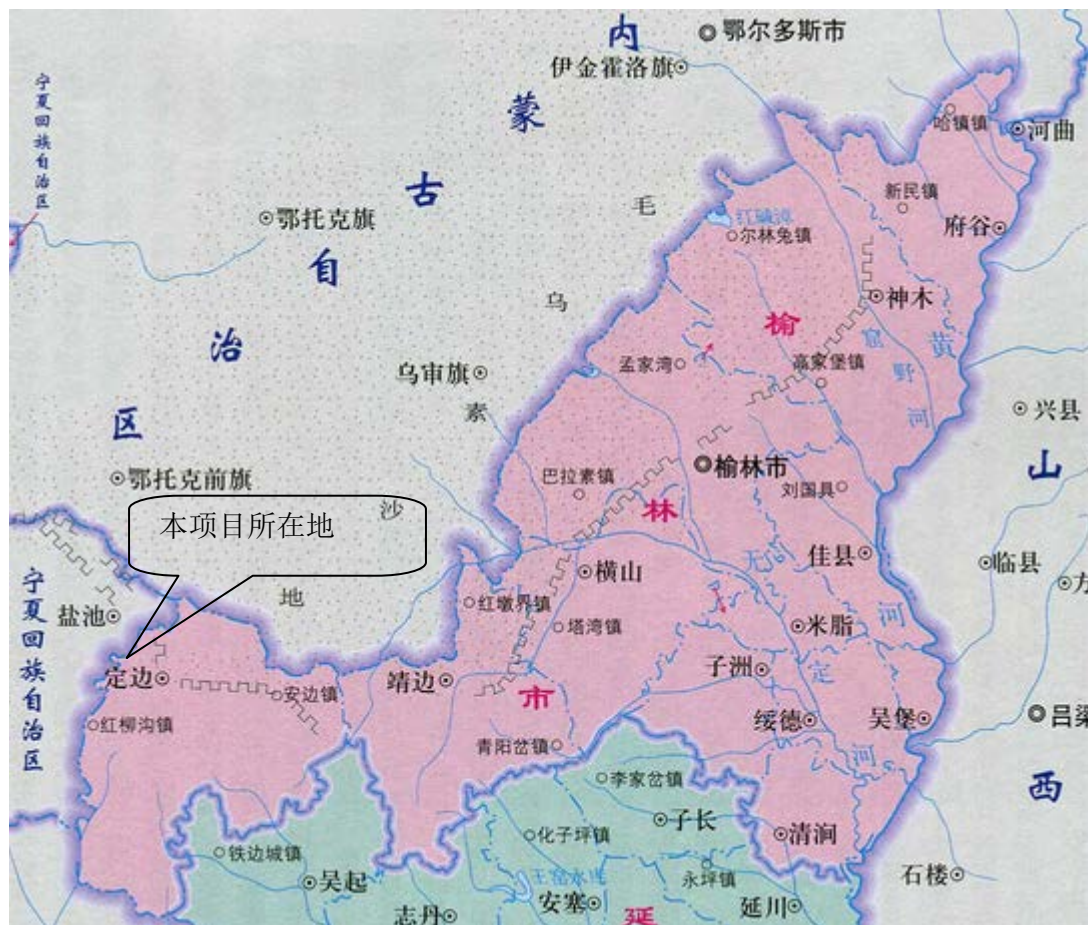 内蒙古自治区
鄂尔多斯市
伊金霍洛旗
宁夏回族自治区
哈镇镇
河曲
鄂托克旗
毛乌素沙地
红碱淖
尔林兔镇
新民镇
府谷
神木
榆林市
孟家湾
高家堡镇
窟野河
黄河
乌审旗
兴县
山西
鄂托克前旗
巴拉素镇
榆林市
刘国具
本项目所在地
横山
无定河
佳县
临县
方
宁夏回族自治区
盐池
红墩界镇
塔湾镇
米脂
定边
安边镇
靖边
子洲
红柳沟镇
绥德
吴堡
吕梁
青阳岔镇
李家岔镇
子长
化子坪镇
清涧
铁边城镇
吴起
王窑水库
永坪镇
石楼
志丹
安塞
延
延川